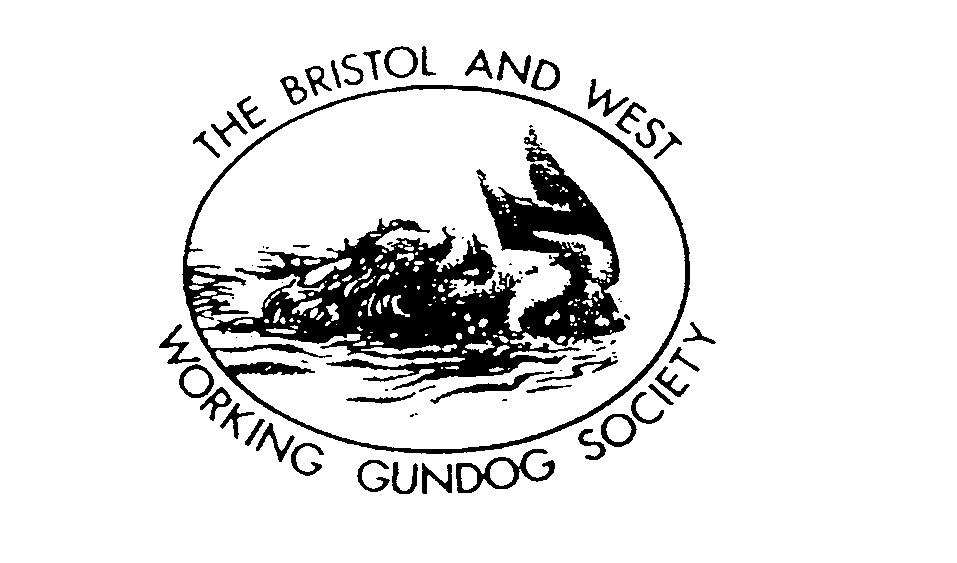 THE BRISTOL AND WEST
WORKING GUNDOG SOCIETY